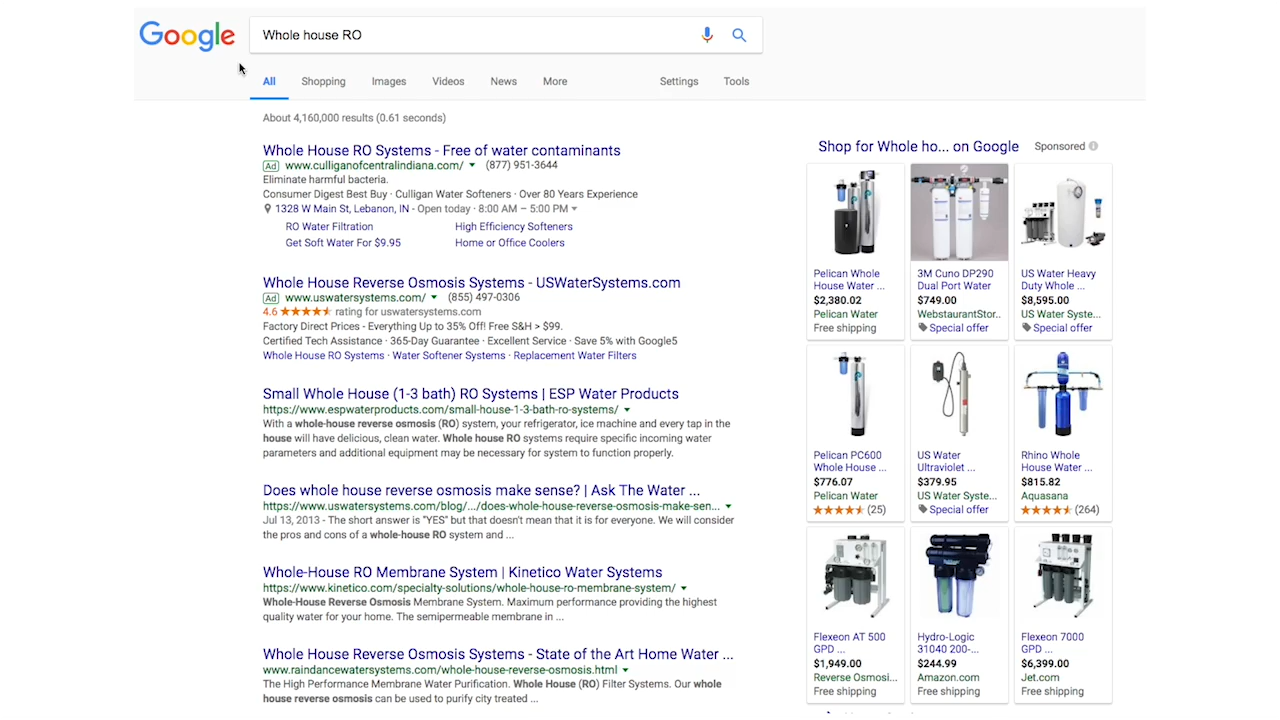 Google
Whole house RO
All Shopping Images Videos News More Settings Tools
About 4,160,000 results (0.61 seconds)
Whole House RO Systems - Free of water contaminants
Ad www.culliganofcentralindiana.com/ (877) 951-3644
Eliminate harmful bacteria.
Consumer Digest Best Buy · Culligan Water Softeners · Over 80 Years Experience
1328 W Main St, Lebanon, IN - Open today · 8:00 AM – 5:00 PM
RO Water Filtration High Efficiency Softeners
Get Soft Water For $9.95 Home or Office Coolers
Whole House Reverse Osmosis Systems - USWaterSystems.com
Ad www.uswatersystems.com/ (855) 497-0306
4.6 rating for uswatersystems.com
Factory Direct Prices - Everything Up to 35% Off! Free S&H > $99.
Certified Tech Assistance · 365-Day Guarantee · Excellent Service · Save 5% with Google5
Whole House RO Systems · Water Softener Systems · Replacement Water Filters
Small Whole House (1-3 bath) RO Systems | ESP Water Products
https://www.espwaterproducts.com/small-house-1-3-bath-ro-systems/
With a whole-house reverse osmosis (RO) system, your refrigerator, ice machine and every tap in the
house will have delicious, clean water. Whole house RO systems require specific incoming water
parameters and additional equipment may be necessary for system to function properly.
Does whole house reverse osmosis make sense? | Ask The Water ...
https://www.uswatersystems.com/blog/.../does-whole-house-reverse-osmosis-make-sen...
Jul 13, 2013 - The short answer is "YES" but that doesn't mean that it is for everyone. We will consider
the pros and cons of a whole-house RO system and ...
Whole-House RO Membrane System | Kinetico Water Systems
https://www.kinetico.com/specialty-solutions/whole-house-ro-membrane-system/
Whole-House Reverse Osmosis Membrane System. Maximum performance providing the highest
quality water for your home. The semipermeable membrane in ...
Whole House Reverse Osmosis Systems - State of the Art Home Water ...
www.raindancewatersystems.com/whole-house-reverse-osmosis.html
The High Performance Membrane Water Purification. Whole House (RO) Filter Systems. Our whole
house reverse osmosis can be used to purify city treated ...
Shop for Whole ho... on Google Sponsored
Pelican Whole
House Water ...
$2,380.02
Pelican Water
Free shipping
3M Cuno DP290
Dual Port Water
$749.00
WebstaurantStor..
Special offer
US Water Heavy
Duty Whole ...
$8,595.00
US Water Syste...
Special offer
Pelican PC600
Whole House ...
$776.07
Pelican Water
(25)
US Water
Ultraviolet ...
$379.95
US Water Syste...
Special offer
Rhino Whole
House Water ...
$815.82
Aquasana
(264)
Flexeon AT 500
GPD ...
$1,949.00
Reverse Osmosi...
Free shipping
Hydro-Logic
31040 200-...
$244.99
Amazon.com
Free shipping
Flexeon 7000
GPD ...
$6,399.00
Jet.com
Free shipping